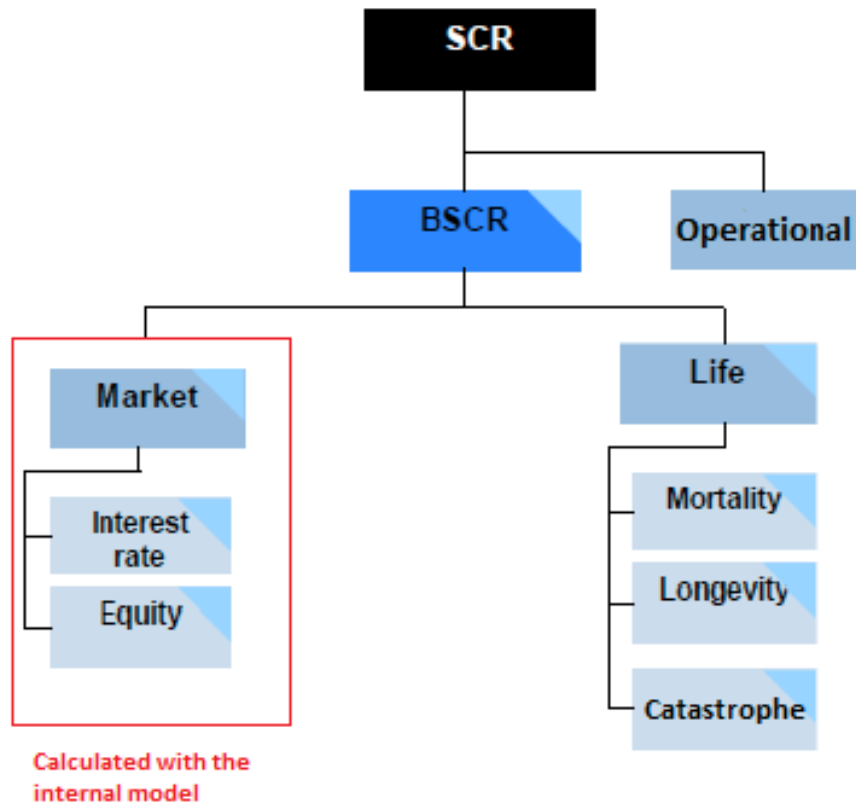 SCR
BSCR
Operational
Market
Life
Interest
rate
Equity
Mortality
Longevity
Catastrophe
Calculated with the
internal model